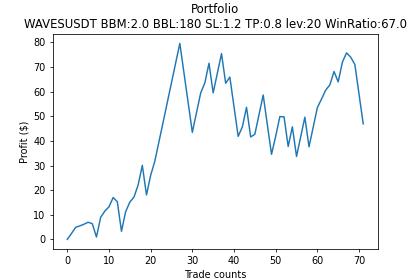 Portfolio
WAVESUSDT BBM:2.0 BBL:180 SL:1.2 TP:0.8 lev:20 WinRatio:67.0
80
70
60
50
40
30
20
10
0
Profit ($)
0 10 20 30 40 50 60 70
Trade counts